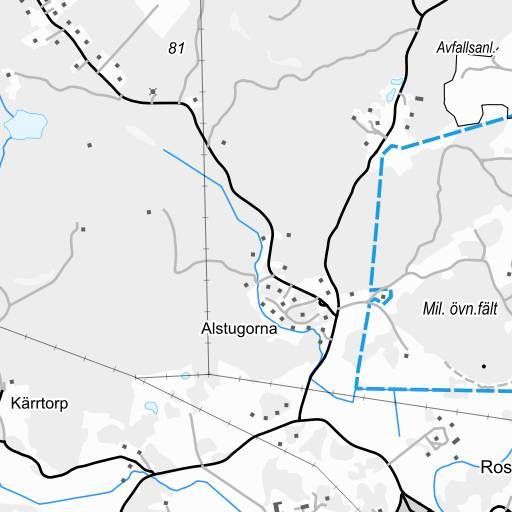 81
Avfallsanl.
Mil. övn.fält
Alstugorna
Kärrtorp
Ros